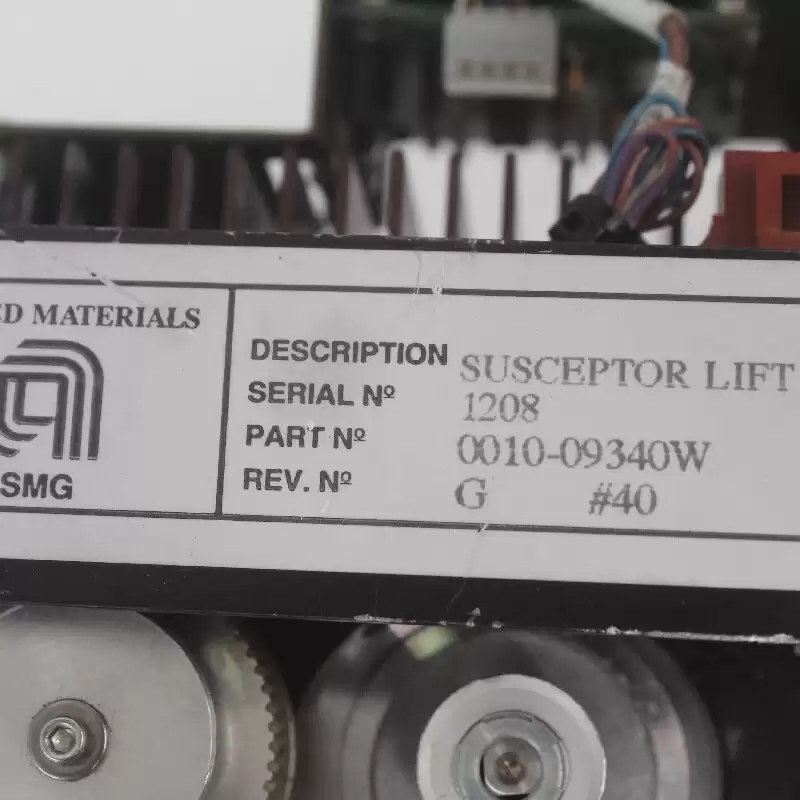 ED MATERIALS
SMG
DESCRIPTION SUSCEPTOR LIFT
SERIAL Nº 1208
PART Nº 0010-09340W
REV. Nº G #40